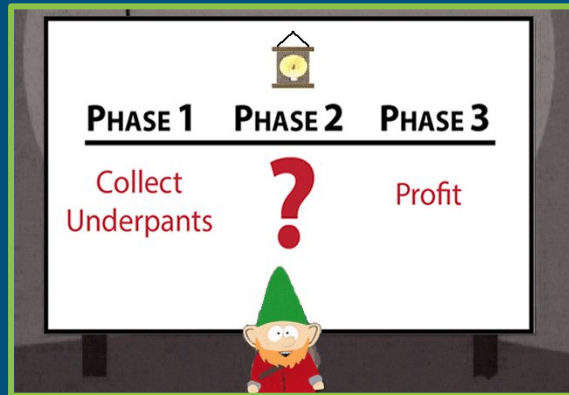 PHASE 1 PHASE 2 PHASE 3
Collect
Underpants
?
Profit